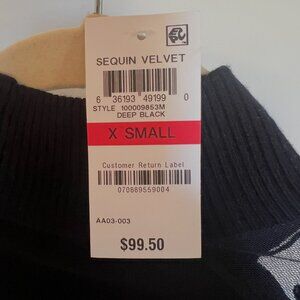 SEQUIN VELVET
6 36193 49199 0
STYLE 100009853M
DEEP BLACK
X SMALL
Customer Return Label
070669559004
AA03-003
$99.50